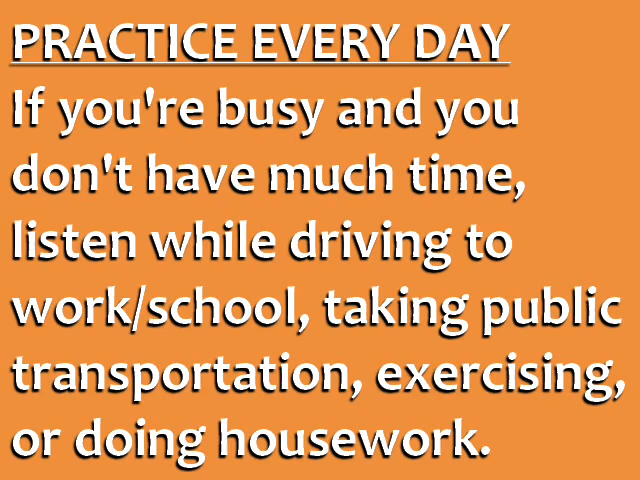 PRACTICE EVERY DAY
If you're busy and you
don't have much time,
listen while driving to
work/school, taking public
transportation, exercising,
or doing housework.